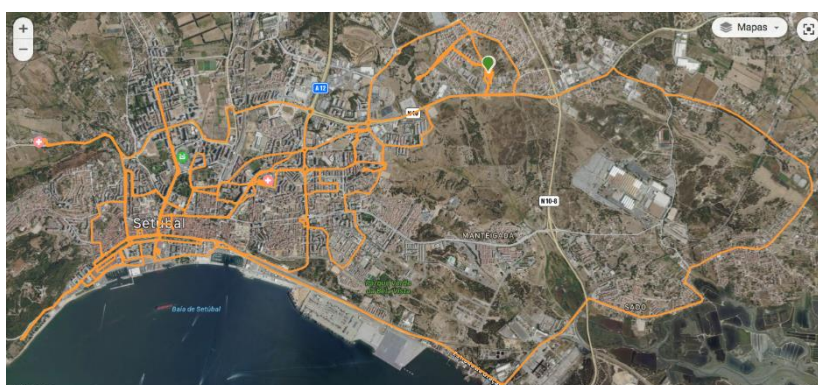 +
Mapas
−
A12
N10
N10-8
Setúbal
MANTEIGADA
SADO
Baía de Setúbal